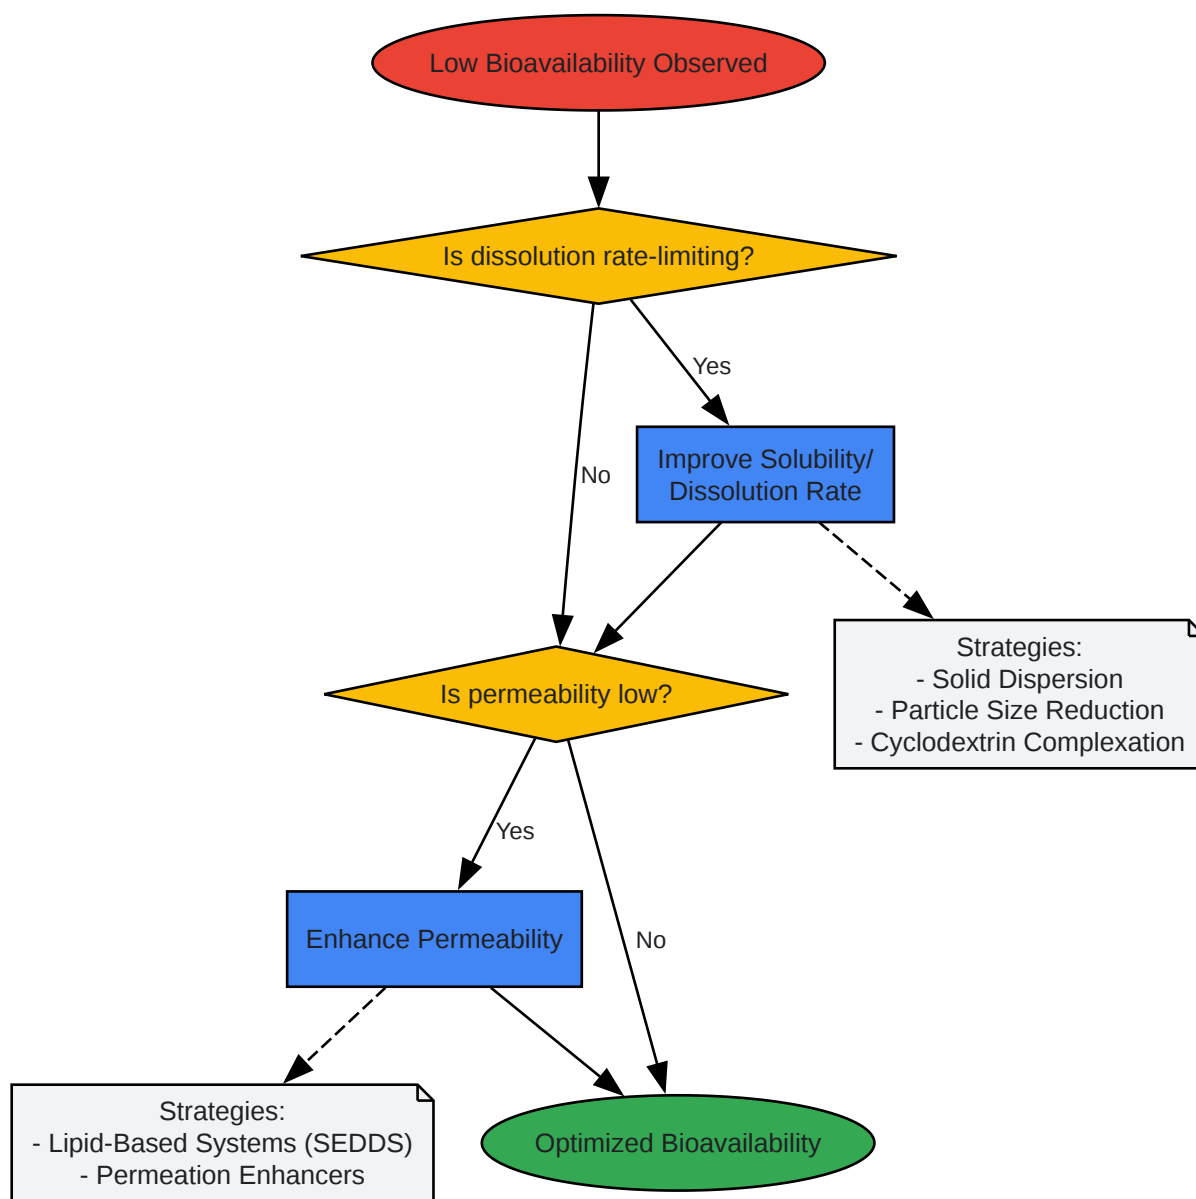 Low Bioavailability Observed
Is dissolution rate-limiting?
Yes
No
Improve Solubility/
Dissolution Rate
Strategies:
- Solid Dispersion
- Particle Size Reduction
- Cyclodextrin Complexation
Is permeability low?
Yes
No
Enhance Permeability
Strategies:
- Lipid-Based Systems (SEDDS)
- Permeation Enhancers
Optimized Bioavailability